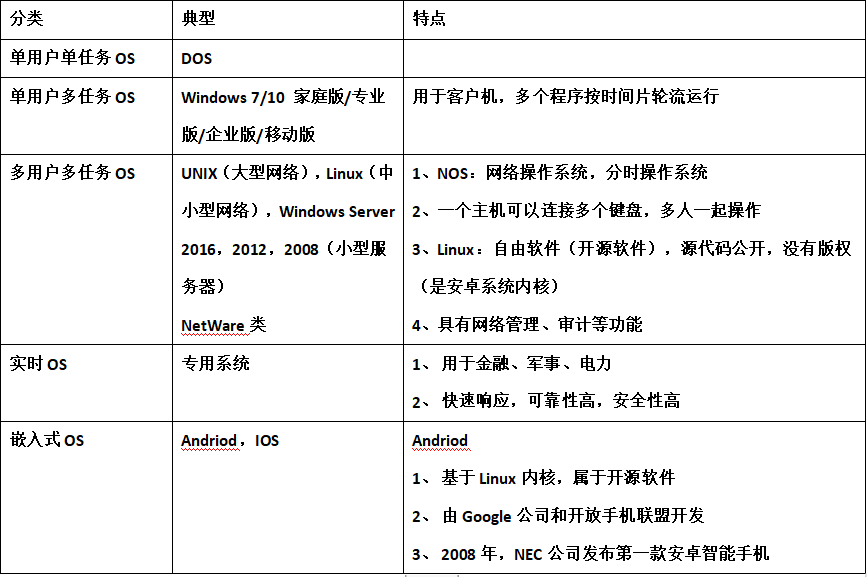 分类 典型 特点
单用户单任务 OS DOS
单用户多任务 OS Windows 7/10 家庭版/专业版/企业版/移动版 用于客户机，多个程序按时间片轮流运行
多用户多任务 OS
UNIX（大型网络），Linux（中
小型网络），Windows Server
2016，2012，2008（小型服
务器）
NetWare 类
1、NOS：网络操作系统，分时操作系统
2、一个主机可以连接多个键盘，多人一起操作
3、Linux：自由软件（开源软件），源代码公开，没有版权
（是安卓系统内核）
4、具有网络管理、审计等功能
实时 OS 专用系统
1、 用于金融、军事、电力
2、 快速响应，可靠性高，安全性高
嵌入式 OS Andriod，IOS
Andriod
1、 基于 Linux 内核，属于开源软件
2、 由 Google 公司和开放手机联盟开发
3、 2008 年，NEC 公司发布第一款安卓智能手机